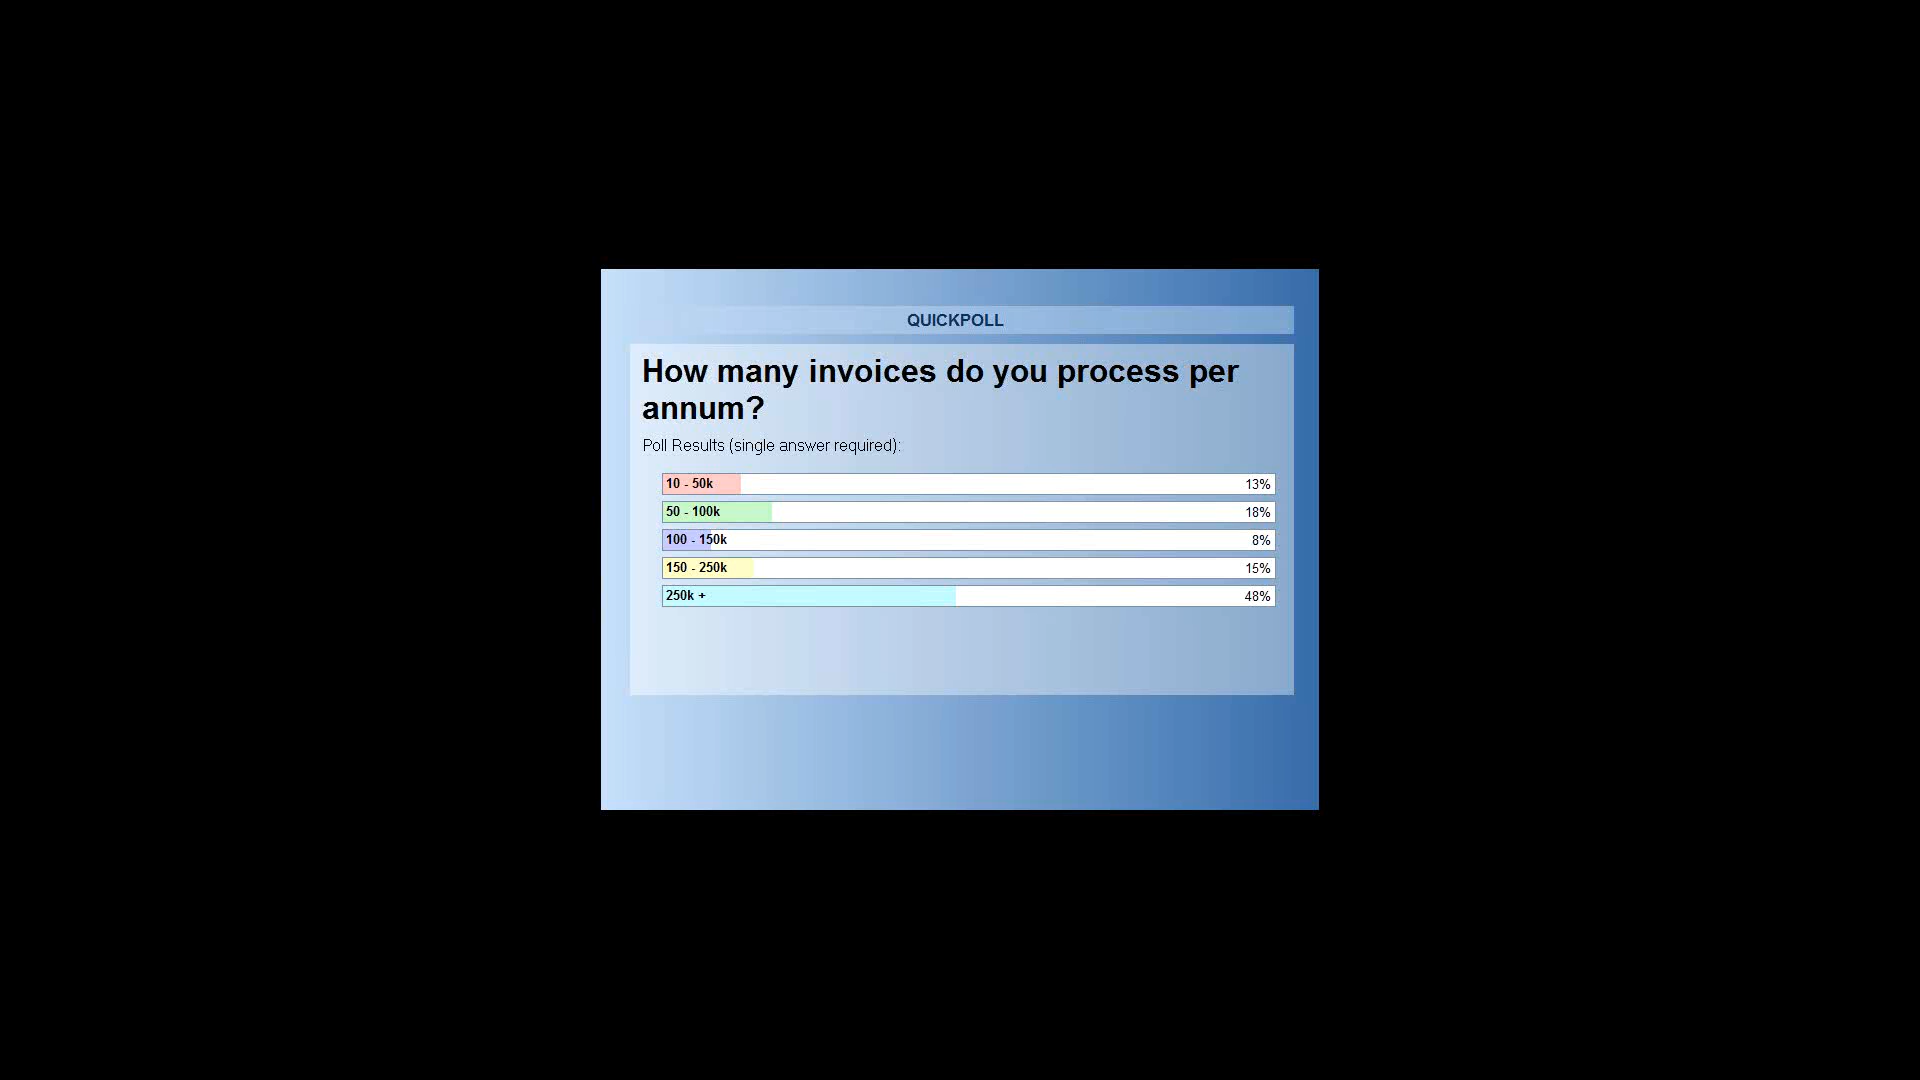 QUICKPOLL
How many invoices do you process per
annum?
Poll Results (single answer required):
10 - 50k 13%
50 - 100k 18%
100 - 150k 8%
150 - 250k 15%
250k + 48%